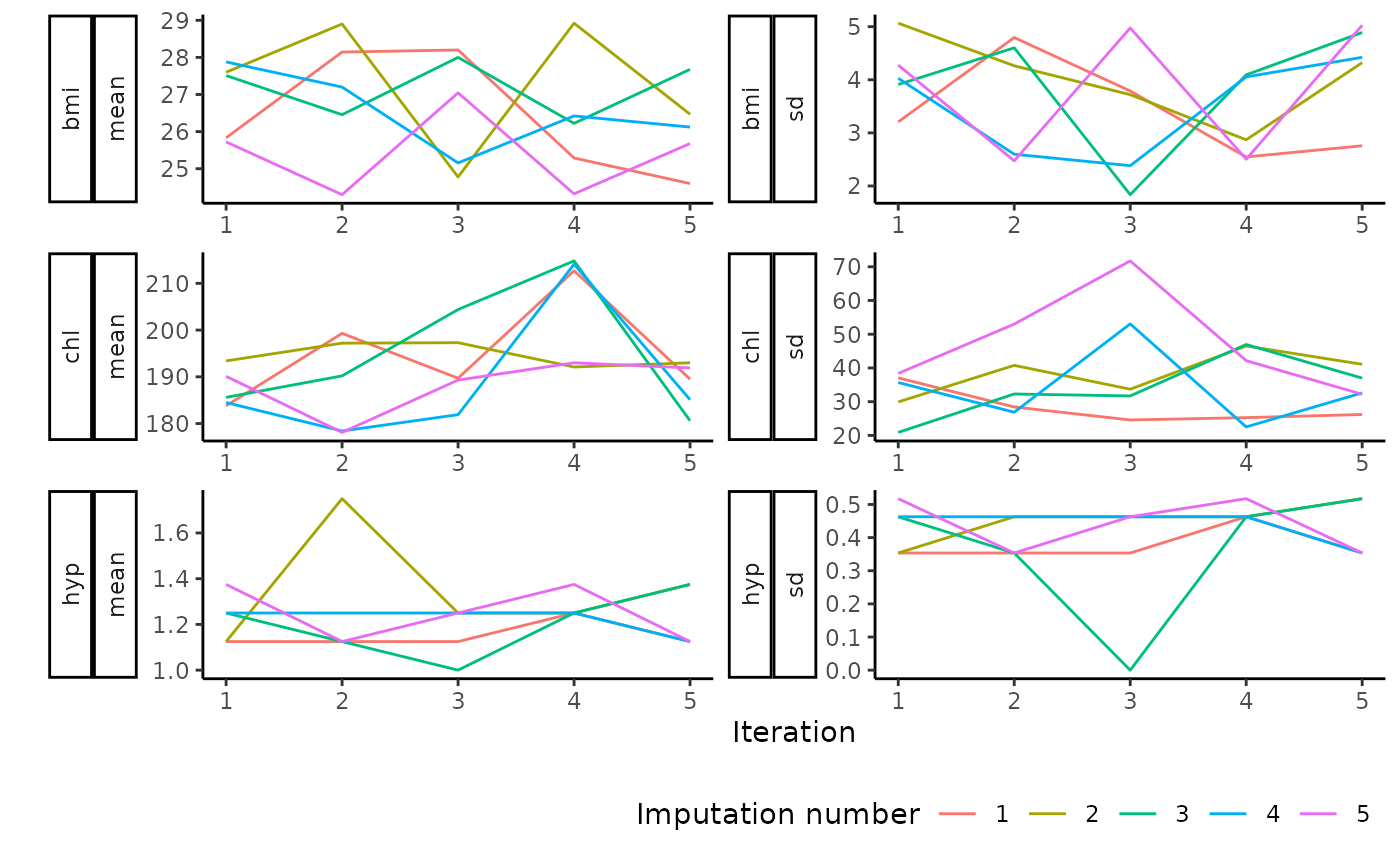 bmi
mean
29
28
27
26
25
1 2 3 4 5
bmi
sd
5
4
3
2
1 2 3 4 5
chl
mean
210
200
190
180
1 2 3 4 5
chl
sd
70
60
50
40
30
20
1 2 3 4 5
hyp
mean
1.6
1.4
1.2
1.0
1 2 3 4 5
hyp
sd
0.5
0.4
0.3
0.2
0.1
0.0
1 2 3 4 5
Iteration
Imputation number 1 2 3 4 5